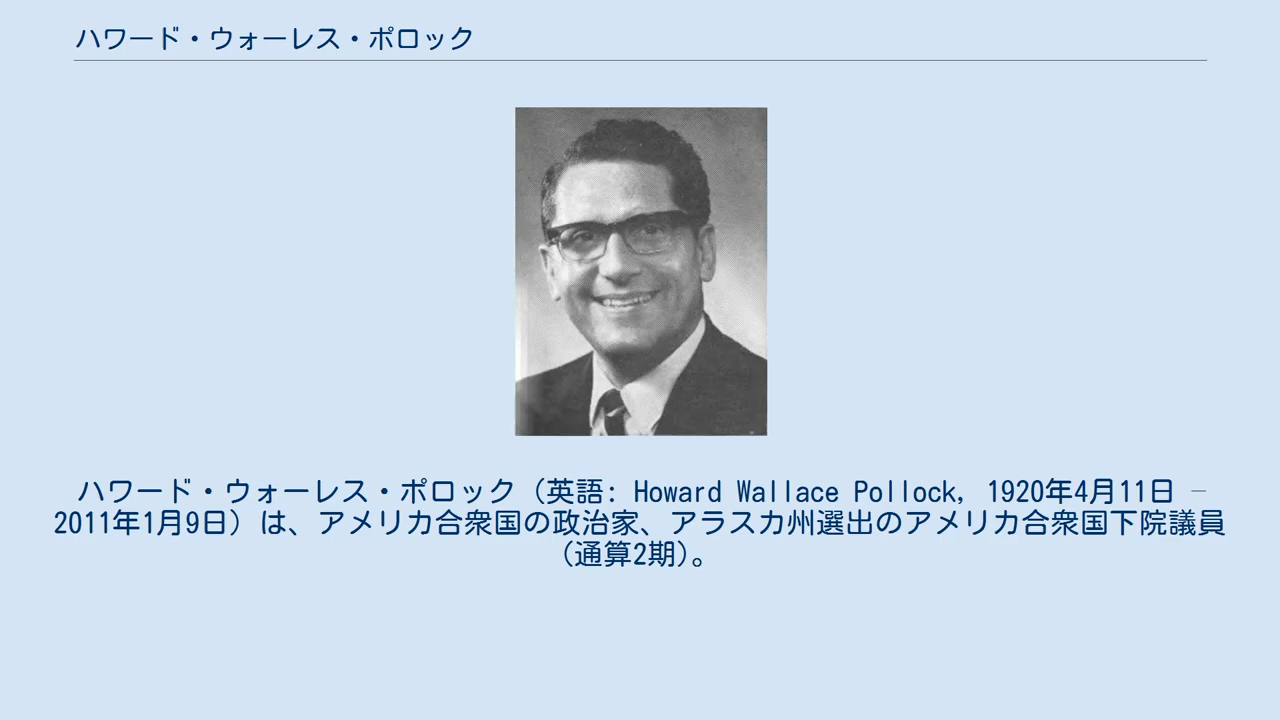 ハワード・ウォーレス・ポロック
ハワード・ウォーレス・ポロック（英語: Howard Wallace Pollock, 1920年4月11日 –
2011年1月9日）は、アメリカ合衆国の政治家、アラスカ州選出のアメリカ合衆国下院議員
（通算2期）。